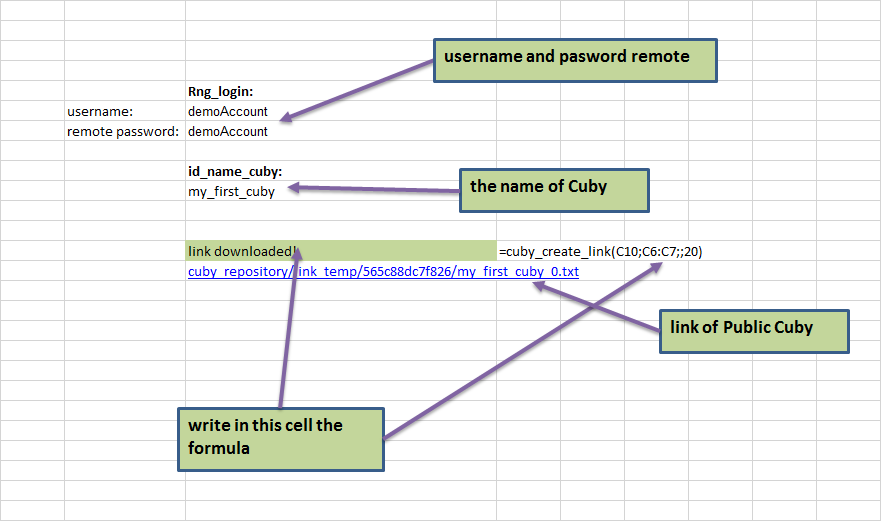 username and pasword remote
Rng_login:
username: demoAccount
remote password: demoAccount
id_name_cuby:
the name of Cuby
my_first_cuby
link downloaded! =cuby_create_link(C10;C6:C7;;20)
cuby_repository/link_temp/565c88dc7f826/my_first_cuby_0.txt
link of Public Cuby
write in this cell the
formula